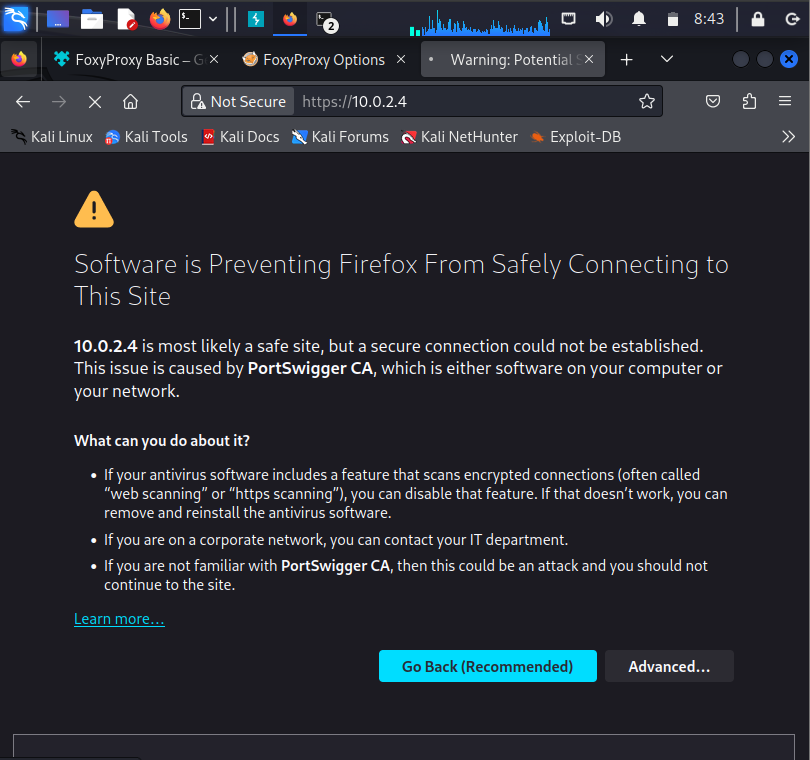 2
8:43
FoxyProxy Basic – G
FoxyProxy Options
Warning: Potential S
Not Secure
https://10.0.2.4
Kali Linux
Kali Tools
Kali Docs
Kali Forums
Kali NetHunter
Exploit-DB
Software is Preventing Firefox From Safely Connecting to
This Site
10.0.2.4 is most likely a safe site, but a secure connection could not be established.
This issue is caused by PortSwigger CA, which is either software on your computer or
your network.
What can you do about it?
If your antivirus software includes a feature that scans encrypted connections (often called
“web scanning” or “https scanning”), you can disable that feature. If that doesn’t work, you can
remove and reinstall the antivirus software.
If you are on a corporate network, you can contact your IT department.
If you are not familiar with PortSwigger CA, then this could be an attack and you should not
continue to the site.
Learn more…
Go Back (Recommended)
Advanced…